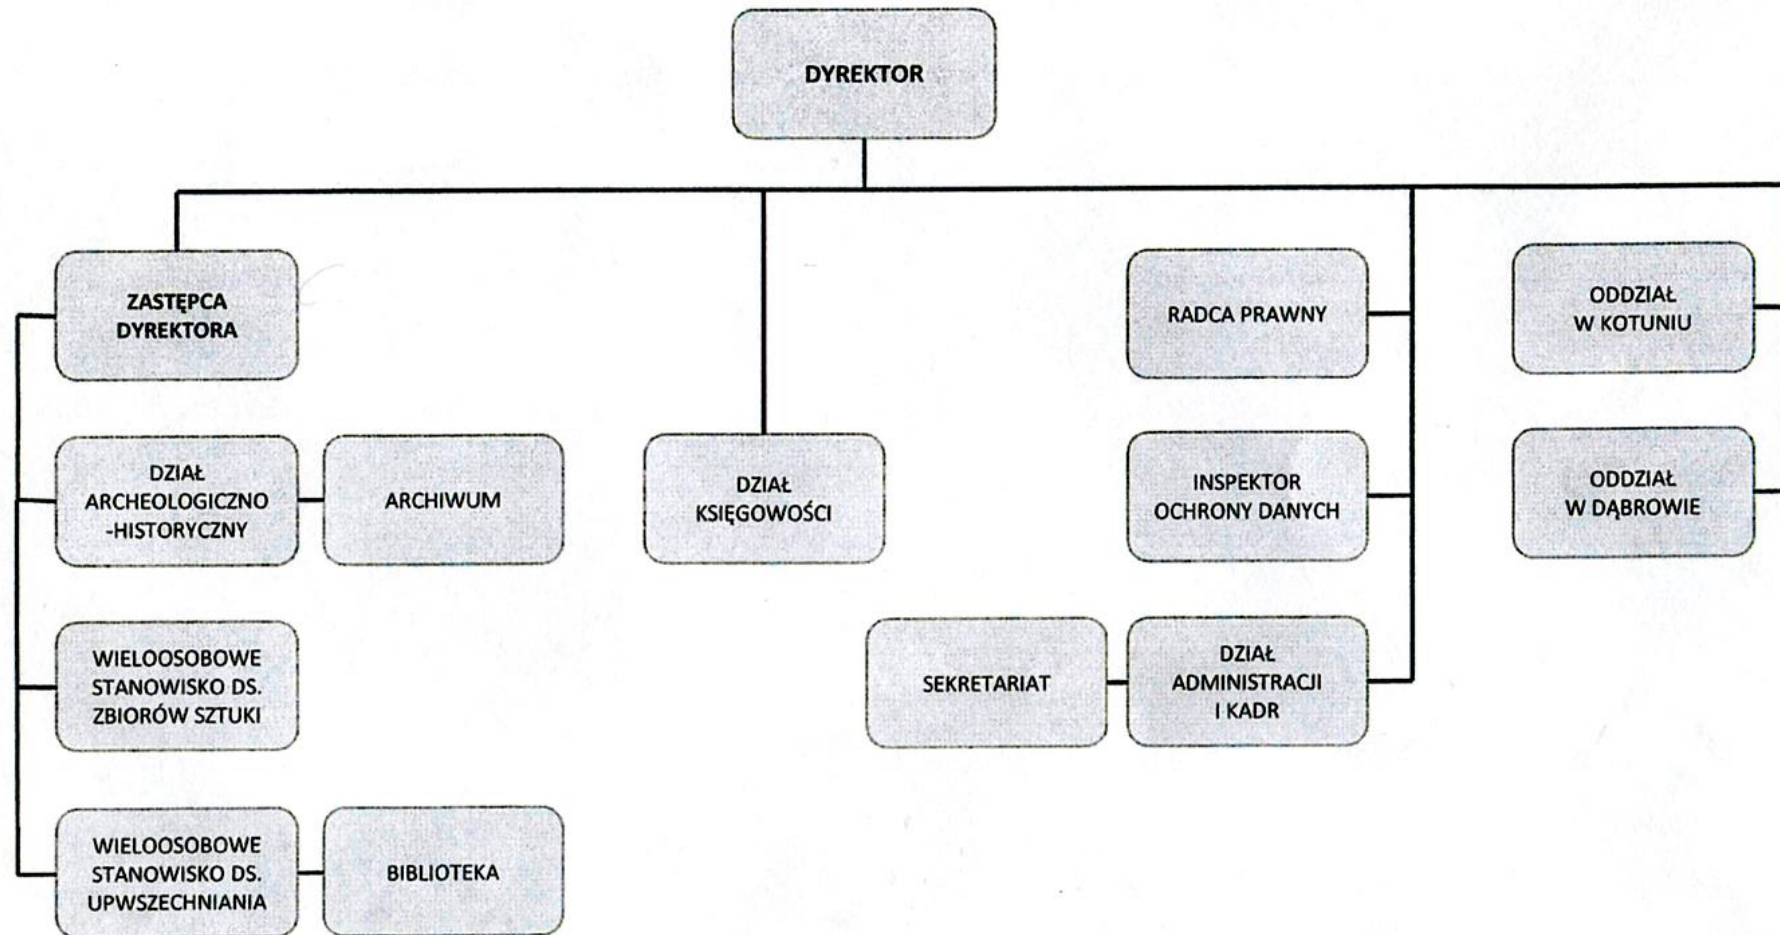 DYREKTOR
ZASTĘPCA
DYREKTORA
RADCA PRAWNY
ODDZIAŁ
W KOTUNIU
DZIAŁ
ARCHEOLOGICZNO
-HISTORYCZNY
ARCHIWUM
DZIAŁ
KSIĘGOWOŚCI
INSPEKTOR
OCHRONY DANYCH
ODDZIAŁ
W DĄBROWIE
WIELOOSOBOWE
STANOWISKO DS.
ZBIORÓW SZTUKI
SEKRETARIAT
DZIAŁ
ADMINISTRACJI
I KADR
WIELOOSOBOWE
STANOWISKO DS.
UPWSZECHNIANIA
BIBLIOTEKA